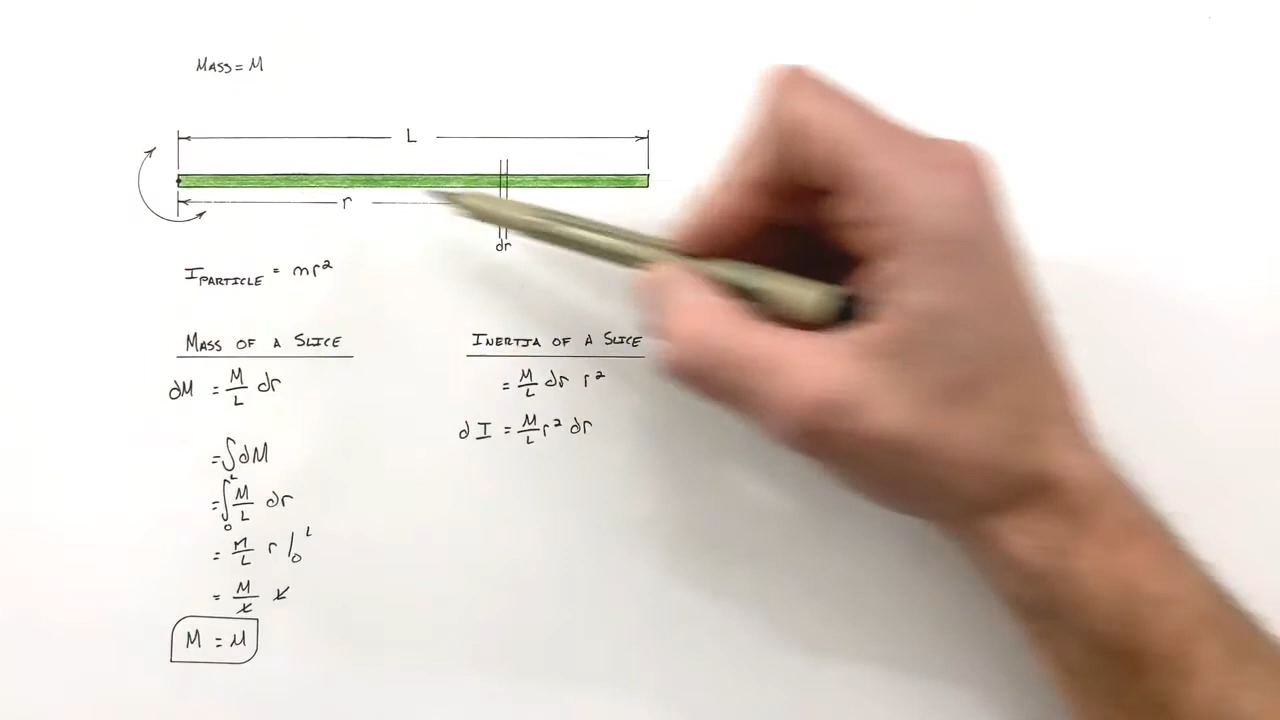 MASS = M
L
r
dr
I PARTICLE = mr²
MASS OF A SLICE
dM = M/L dr
= ∫dM
= ∫₀ᴸ M/L dr
= M/L r |₀ᴸ
= M/L L
M = M
INERTIA OF A SLICE
= M/L dr r²
dI = M/L r² dr